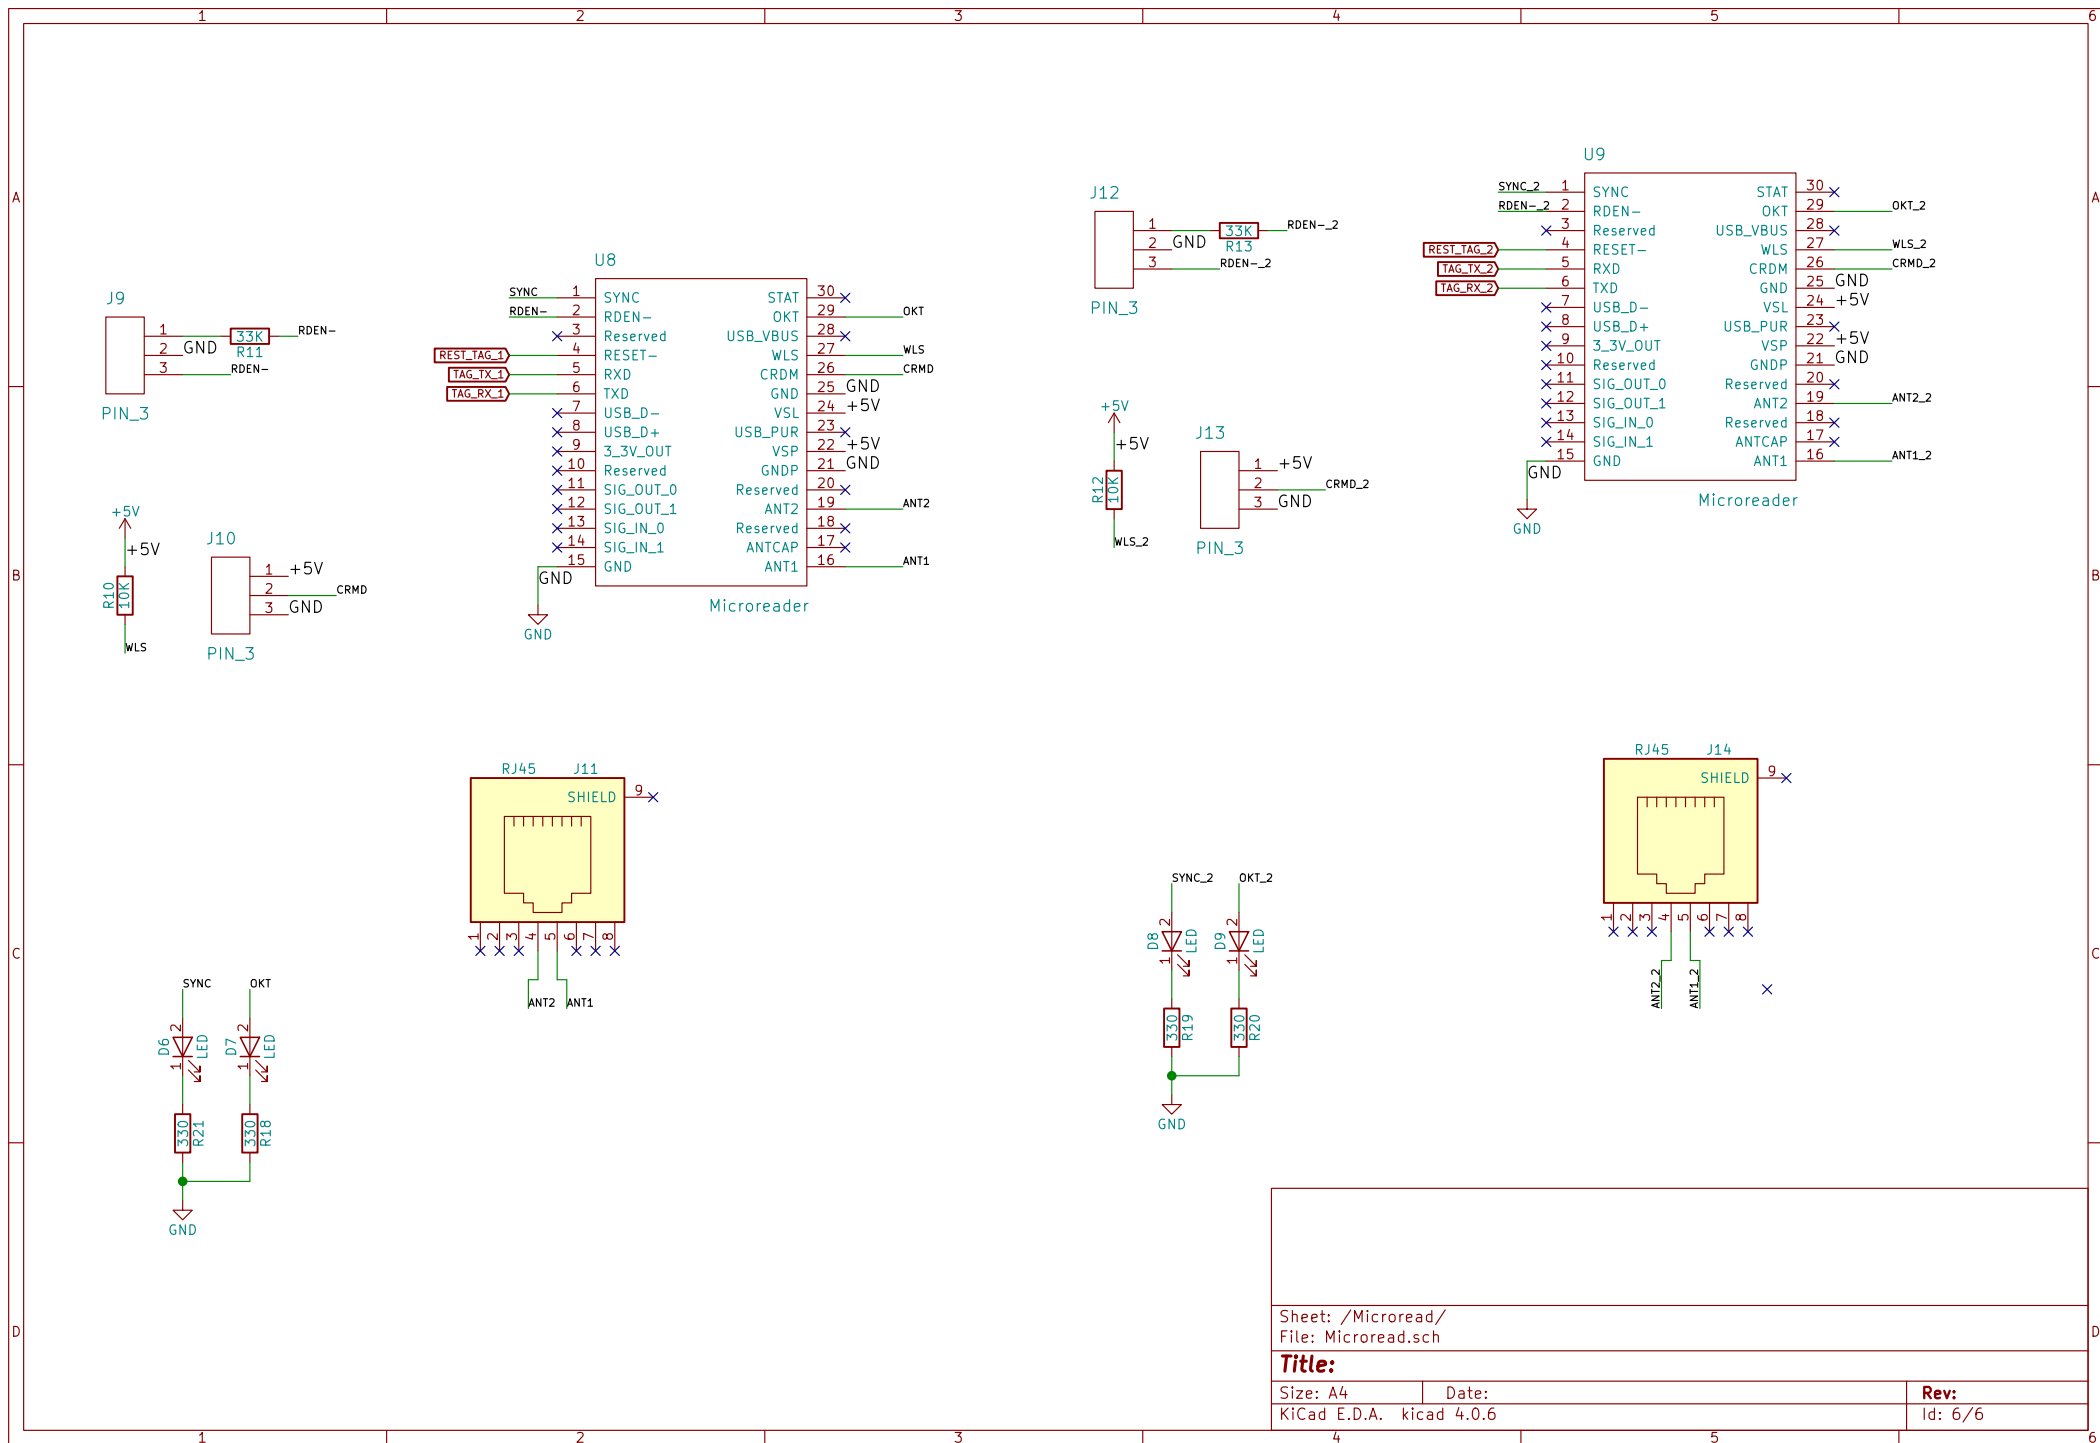 1 2 3 4 5 6
A
B
C
D
A
B
C
D
1 2 3 4 5 6
J9
1
2
3
GND
33K
R11
RDEN-
RDEN-
PIN_3
+5V
+5V
R10
10K
WLS
J10
1
2
3
+5V
CRMD
GND
PIN_3
U8
SYNC 1 SYNC
RDEN- 2 RDEN-
3 Reserved
REST_TAG_1 4 RESET-
TAG_TX_1 5 RXD
TAG_RX_1 6 TXD
7 USB_D-
8 USB_D+
9 3_3V_OUT
10 Reserved
11 SIG_OUT_0
12 SIG_OUT_1
13 SIG_IN_0
14 SIG_IN_1
GND 15 GND
GND
STAT 30
OKT 29 OKT
USB_VBUS 28
WLS 27 WLS
CRDM 26 CRMD
GND 25 GND
VSL 24 +5V
USB_PUR 23
VSP 22 +5V
GNDP 21 GND
Reserved 20
ANT2 19 ANT2
Reserved 18
ANTCAP 17
ANT1 16 ANT1
Microreader
J12
1
2
3
GND
33K
R13
RDEN-_2
RDEN-_2
PIN_3
+5V
+5V
R12
10K
WLS_2
J13
1
2
3
+5V
CRMD_2
GND
PIN_3
U9
SYNC_2 1 SYNC
RDEN-_2 2 RDEN-
3 Reserved
REST_TAG_2 4 RESET-
TAG_TX_2 5 RXD
TAG_RX_2 6 TXD
7 USB_D-
8 USB_D+
9 3_3V_OUT
10 Reserved
11 SIG_OUT_0
12 SIG_OUT_1
13 SIG_IN_0
14 SIG_IN_1
GND 15 GND
GND
STAT 30
OKT 29 OKT_2
USB_VBUS 28
WLS 27 WLS_2
CRDM 26 CRMD_2
GND 25 GND
VSL 24 +5V
USB_PUR 23
VSP 22 +5V
GNDP 21 GND
Reserved 20
ANT2 19 ANT2_2
Reserved 18
ANTCAP 17
ANT1 16 ANT1_2
Microreader
RJ45 J11
SHIELD 9
1 2 3 4 5 6 7 8
ANT2 ANT1
RJ45 J14
SHIELD 9
1 2 3 4 5 6 7 8
ANT2_2 ANT1_2
SYNC OKT
D6 2 1 LED
D7 2 1 LED
330 R21
330 R18
GND
SYNC_2 OKT_2
D8 2 1 LED
D9 2 1 LED
330 R19
330 R20
GND
Sheet: /Microread/
File: Microread.sch
Title:
Size: A4 Date: Rev:
KiCad E.D.A. kicad 4.0.6 Id: 6/6